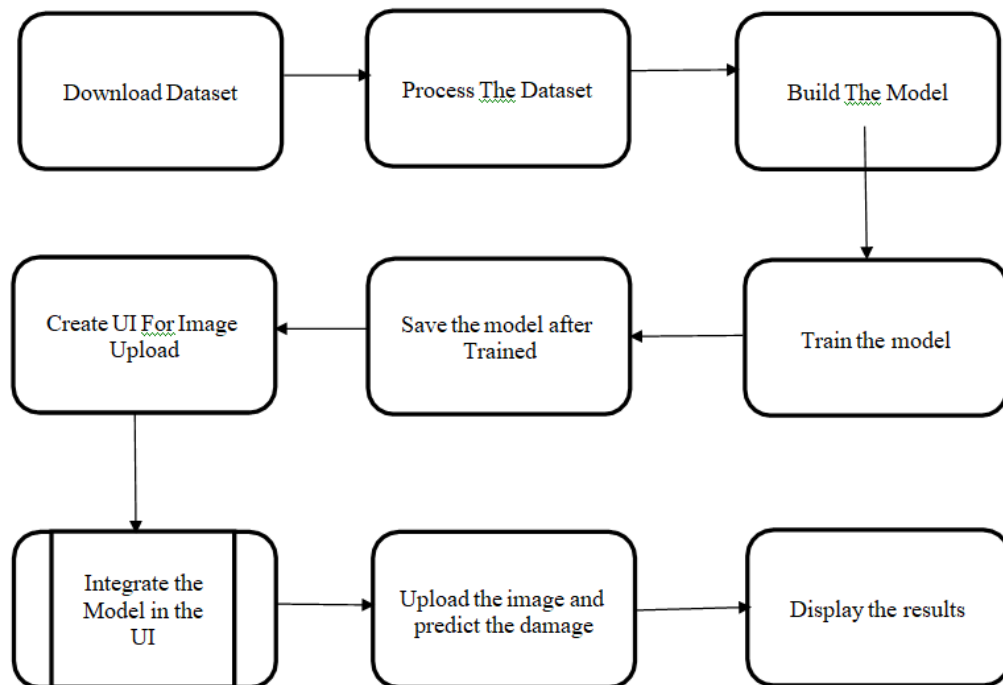 Download Dataset
Process The Dataset
Build The Model
Train the model
Save the model after
Trained
Create UI For Image
Upload
Integrate the
Model in the
UI
Upload the image and
predict the damage
Display the results